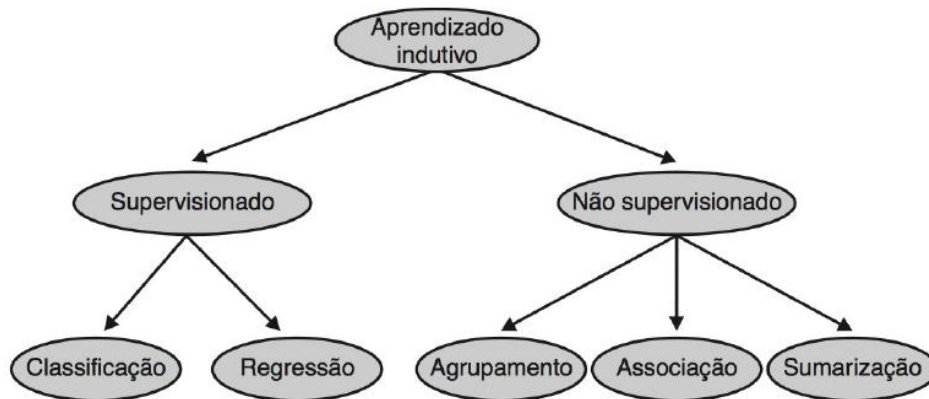 Aprendizado
indutivo
Supervisionado
Não supervisionado
Classificação
Regressão
Agrupamento
Associação
Sumarização